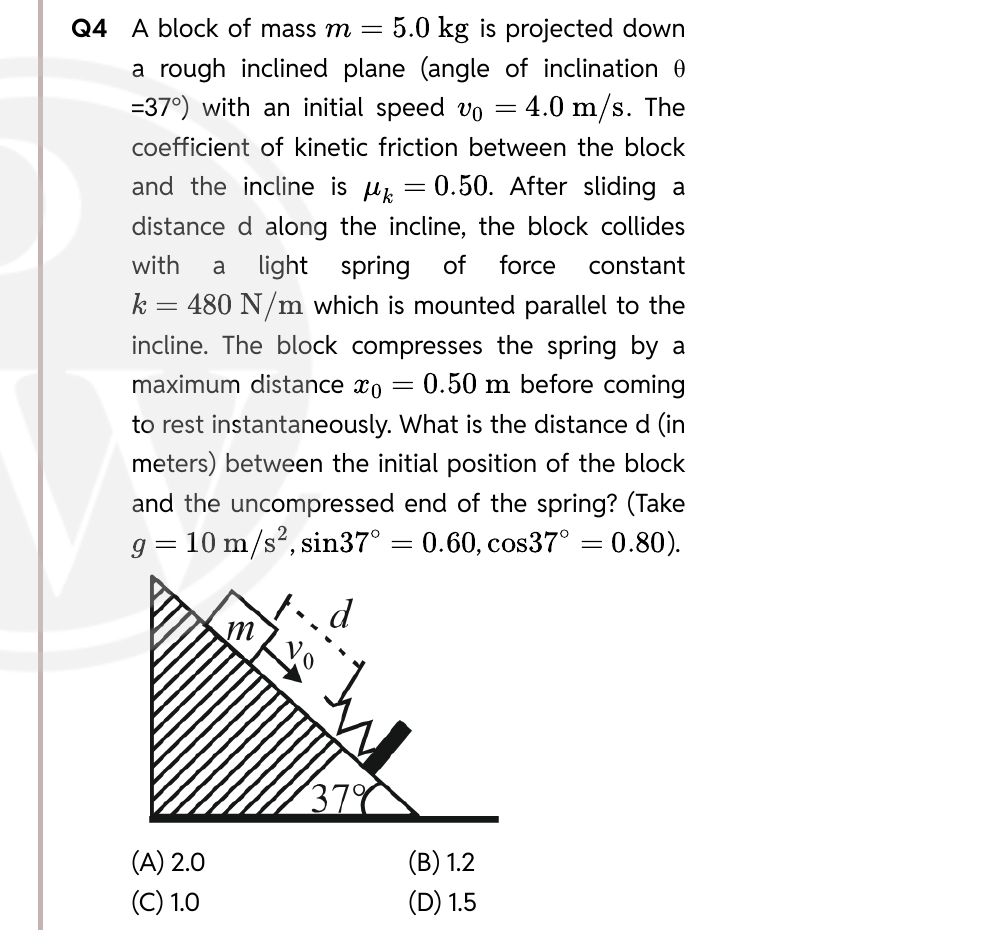 Q4 A block of mass m = 5.0 kg is projected down
a rough inclined plane (angle of inclination θ
=37°) with an initial speed v₀ = 4.0 m/s. The
coefficient of kinetic friction between the block
and the incline is μₖ = 0.50. After sliding a
distance d along the incline, the block collides
with a light spring of force constant
k = 480 N/m which is mounted parallel to the
incline. The block compresses the spring by a
maximum distance x₀ = 0.50 m before coming
to rest instantaneously. What is the distance d (in
meters) between the initial position of the block
and the uncompressed end of the spring? (Take
g = 10 m/s², sin37° = 0.60, cos37° = 0.80).
d
m
v₀
37°
(A) 2.0 (B) 1.2
(C) 1.0 (D) 1.5